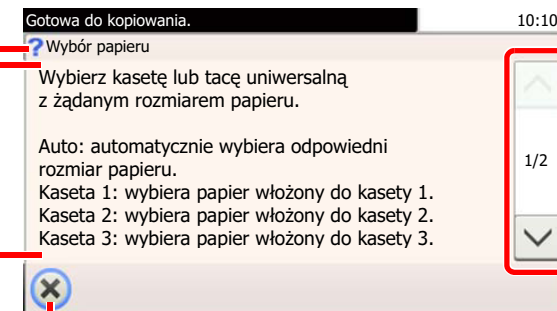 Gotowa do kopiowania. 10:10
? Wybór papieru
Wybierz kasetę lub tacę uniwersalną
z żądanym rozmiarem papieru.
Auto: automatycznie wybiera odpowiedni
rozmiar papieru.
1/2
Kaseta 1: wybiera papier włożony do kasety 1.
Kaseta 2: wybiera papier włożony do kasety 2.
Kaseta 3: wybiera papier włożony do kasety 3.